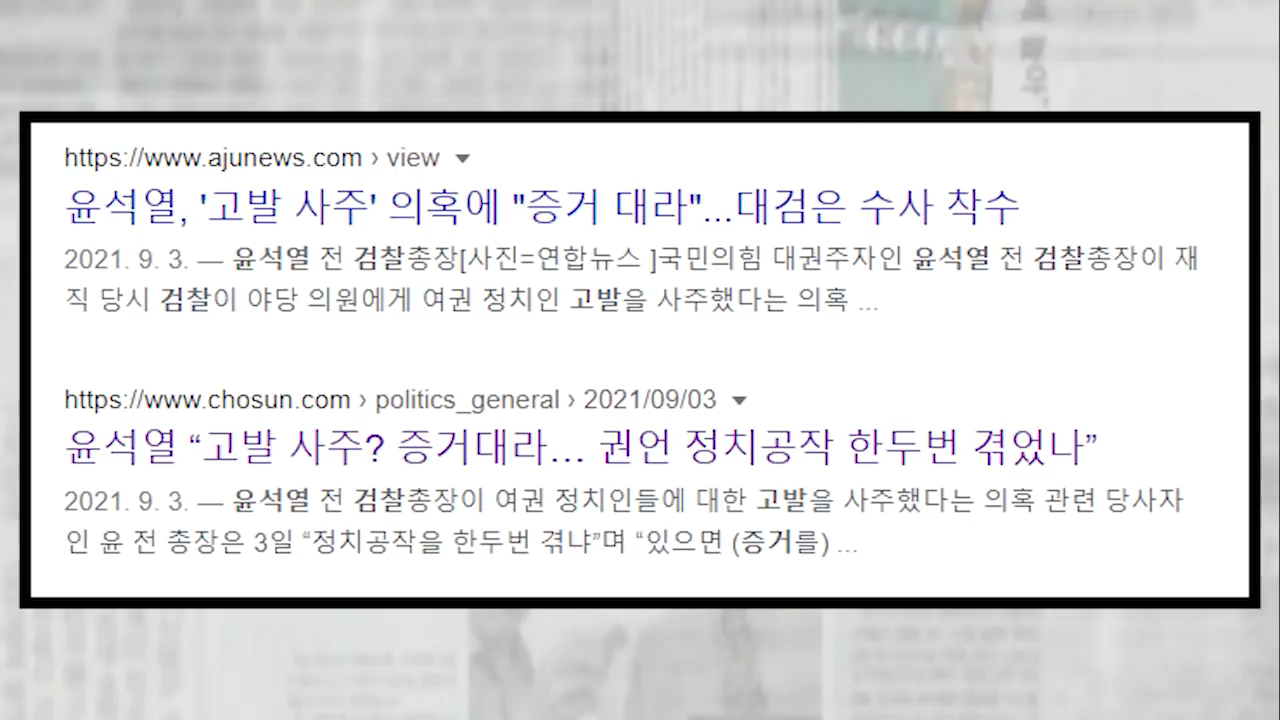 https://www.ajunews.com › view
윤석열, '고발 사주' 의혹에 "증거 대라"...대검은 수사 착수
2021. 9. 3. — 윤석열 전 검찰총장[사진=연합뉴스 ]국민의힘 대권주자인 윤석열 전 검찰총장이 재
직 당시 검찰이 야당 의원에게 여권 정치인 고발을 사주했다는 의혹 ...
https://www.chosun.com › politics_general › 2021/09/03
윤석열 “고발 사주? 증거대라… 권언 정치공작 한두번 겪었나”
2021. 9. 3. — 윤석열 전 검찰총장이 여권 정치인들에 대한 고발을 사주했다는 의혹 관련 당사자
인 윤 전 총장은 3일 “정치공작을 한두번 겪냐”며 “있으면 (증거를) ...